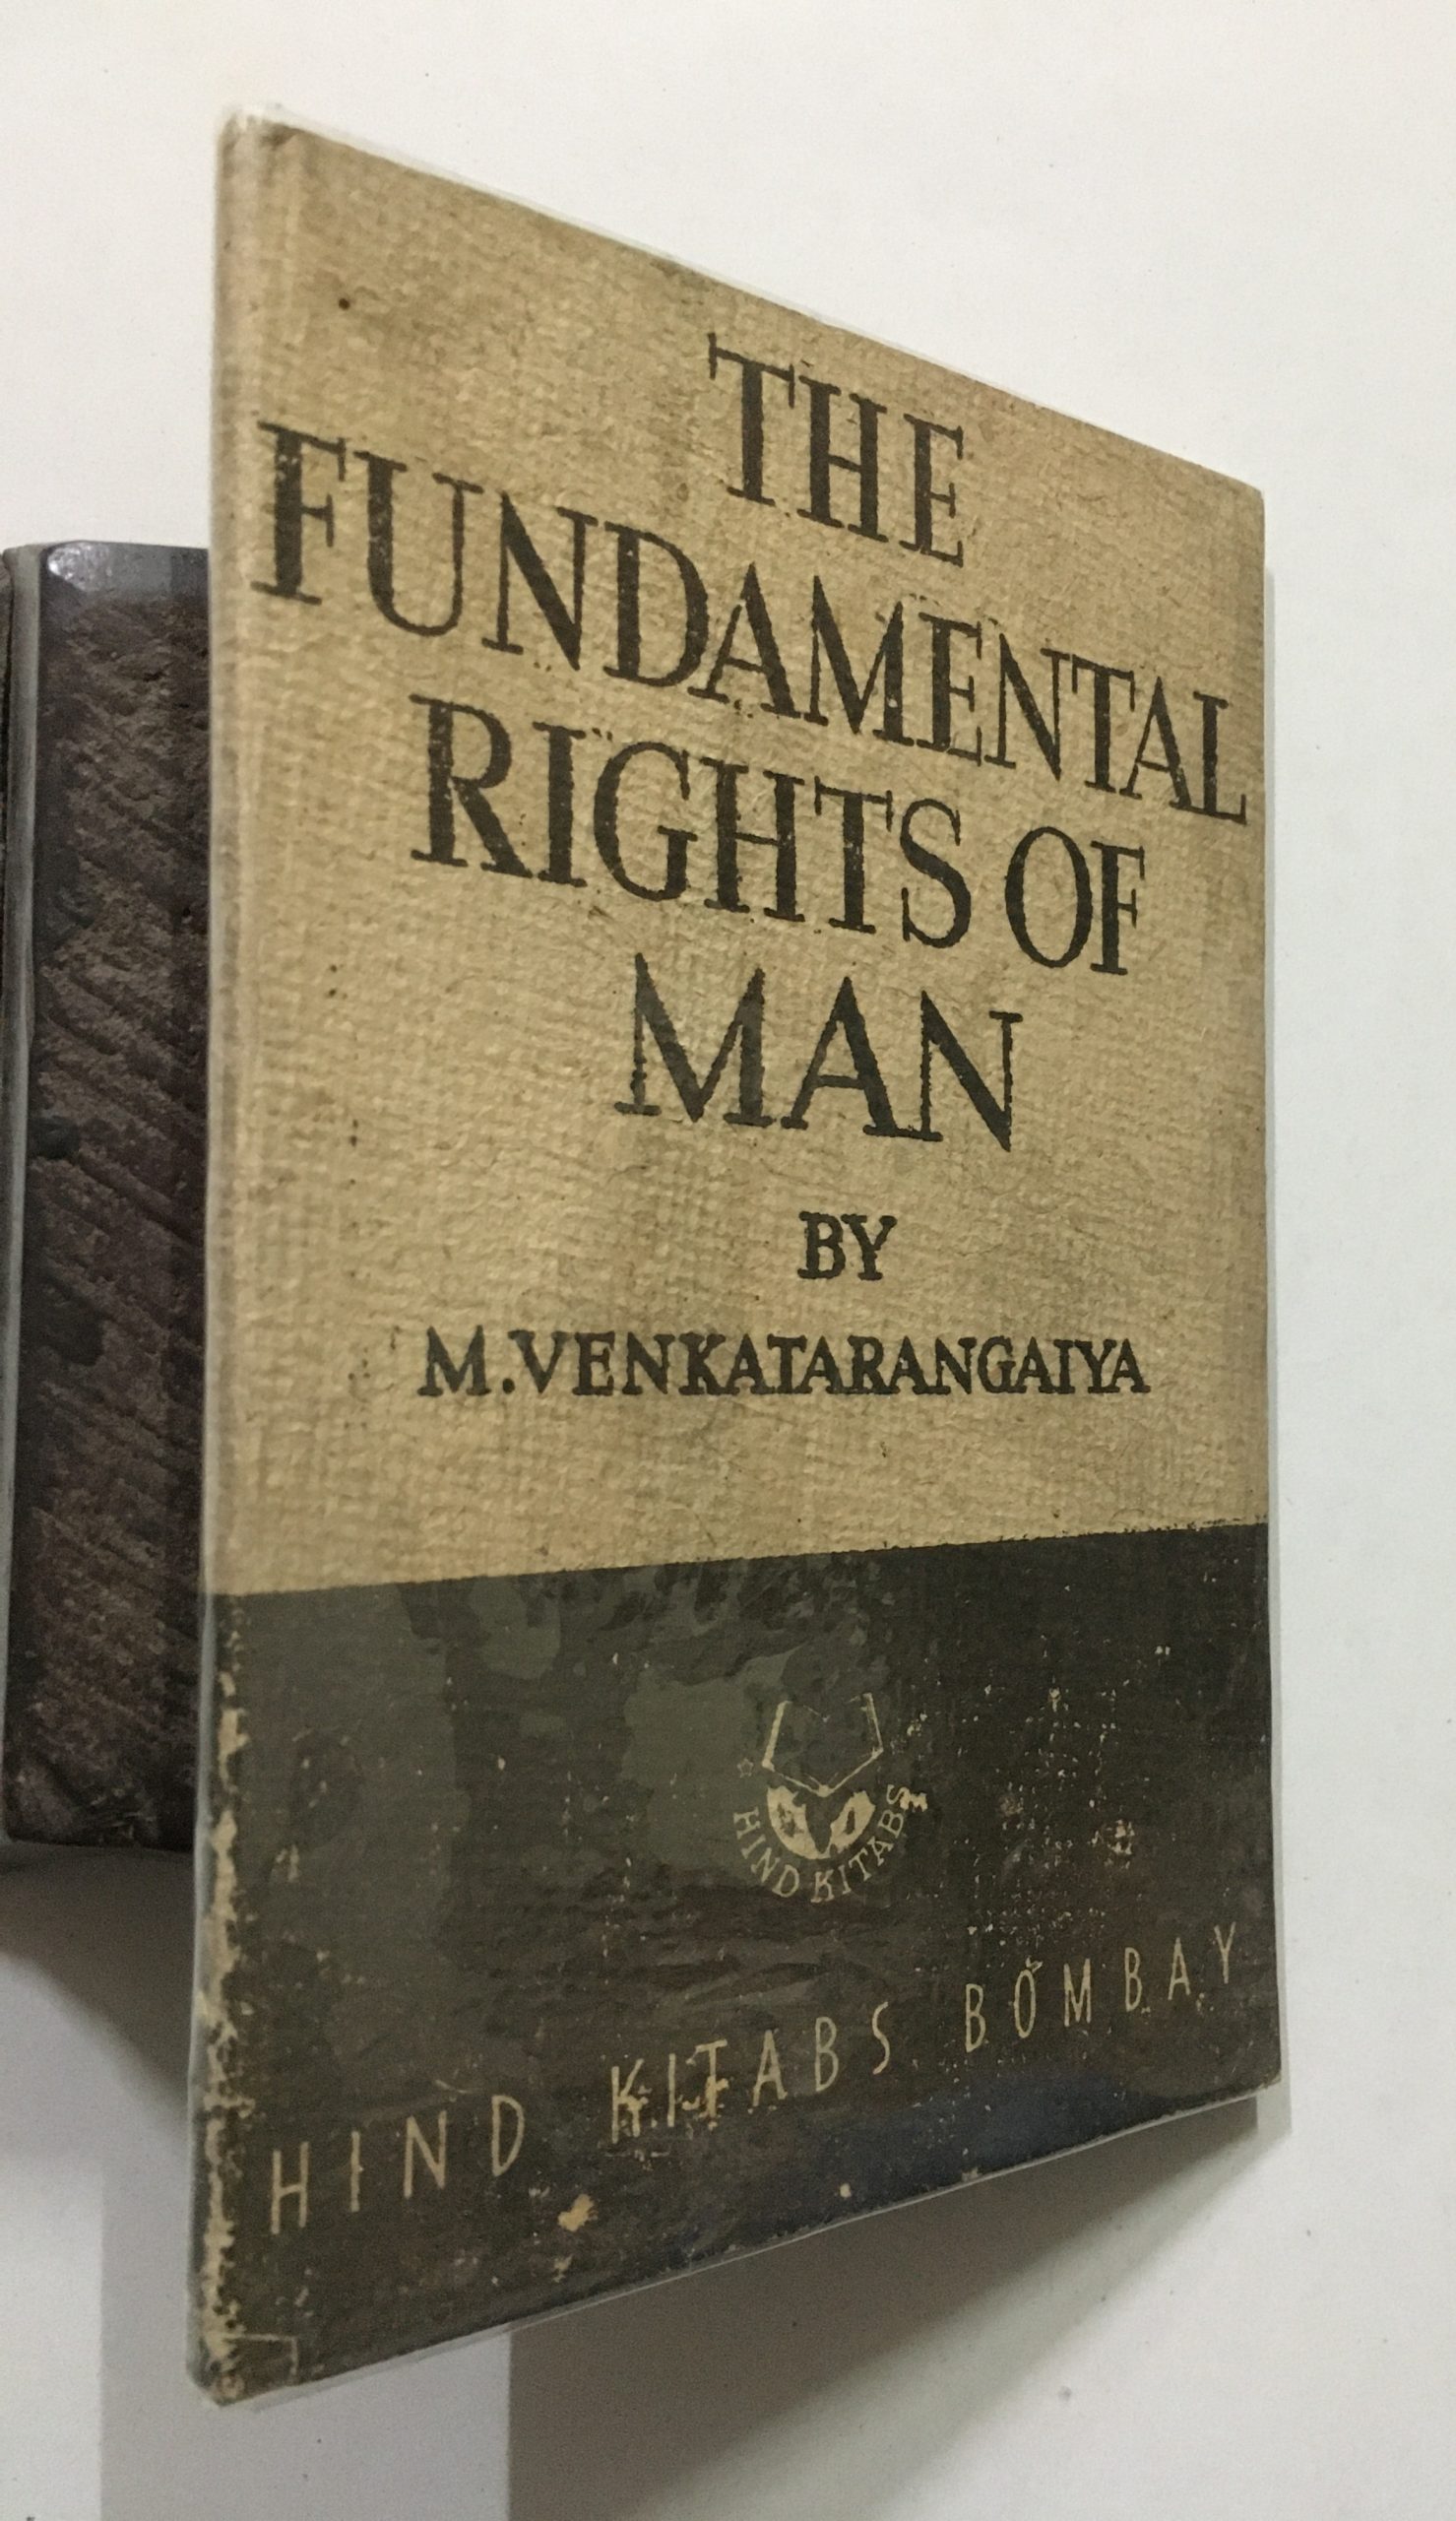 THE
FUNDAMENTAL
RIGHTS OF
MAN
BY
M.VENKATARANGAIYA
HIND KITABS
HIND KITABS BOMBAY